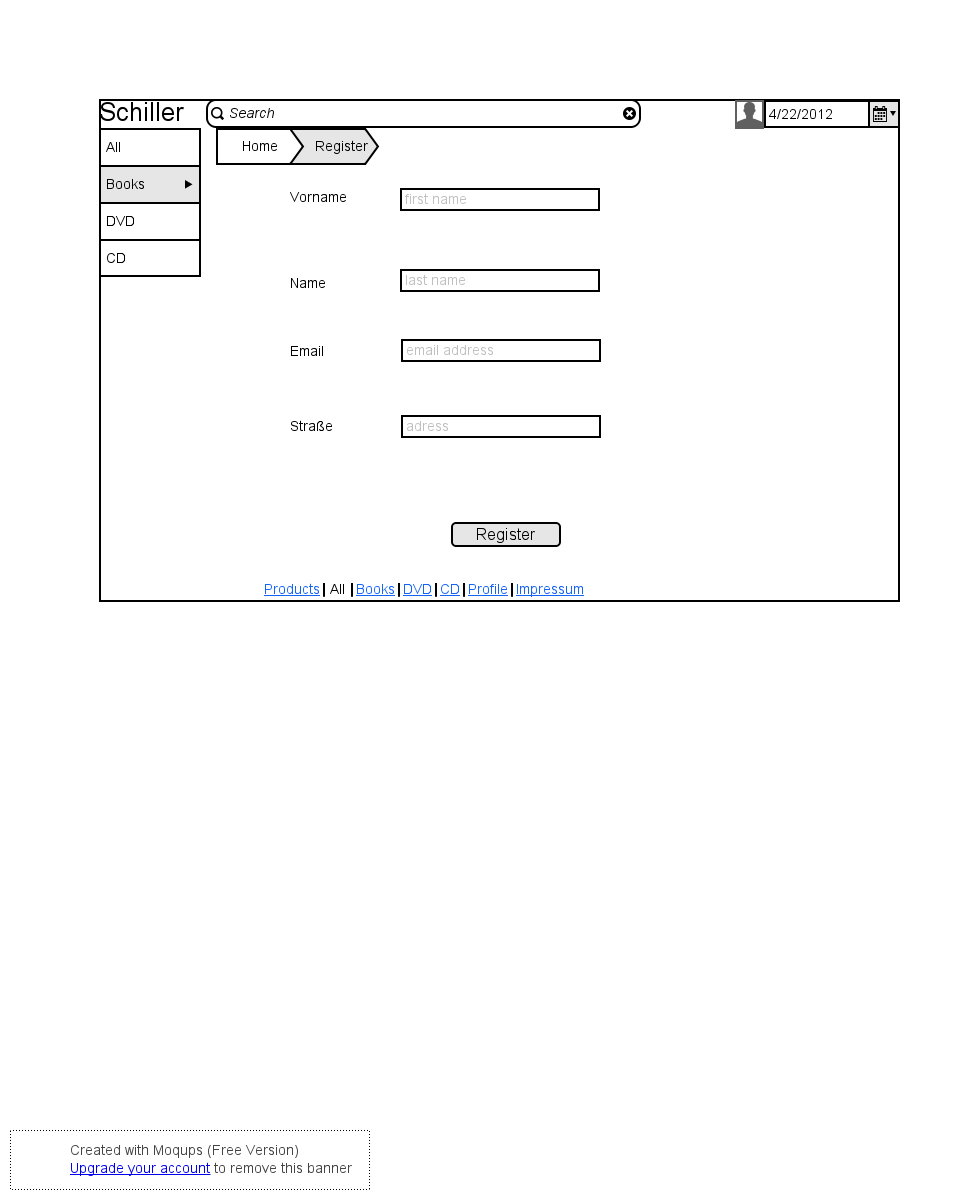 Schiller
Search
4/22/2012
All
Books
DVD
CD
Home
Register
Vorname
first name
Name
last name
Email
email address
Straße
adress
Register
Products | All | Books | DVD | CD | Profile | Impressum
Created with Moqups (Free Version)
Upgrade your account to remove this banner